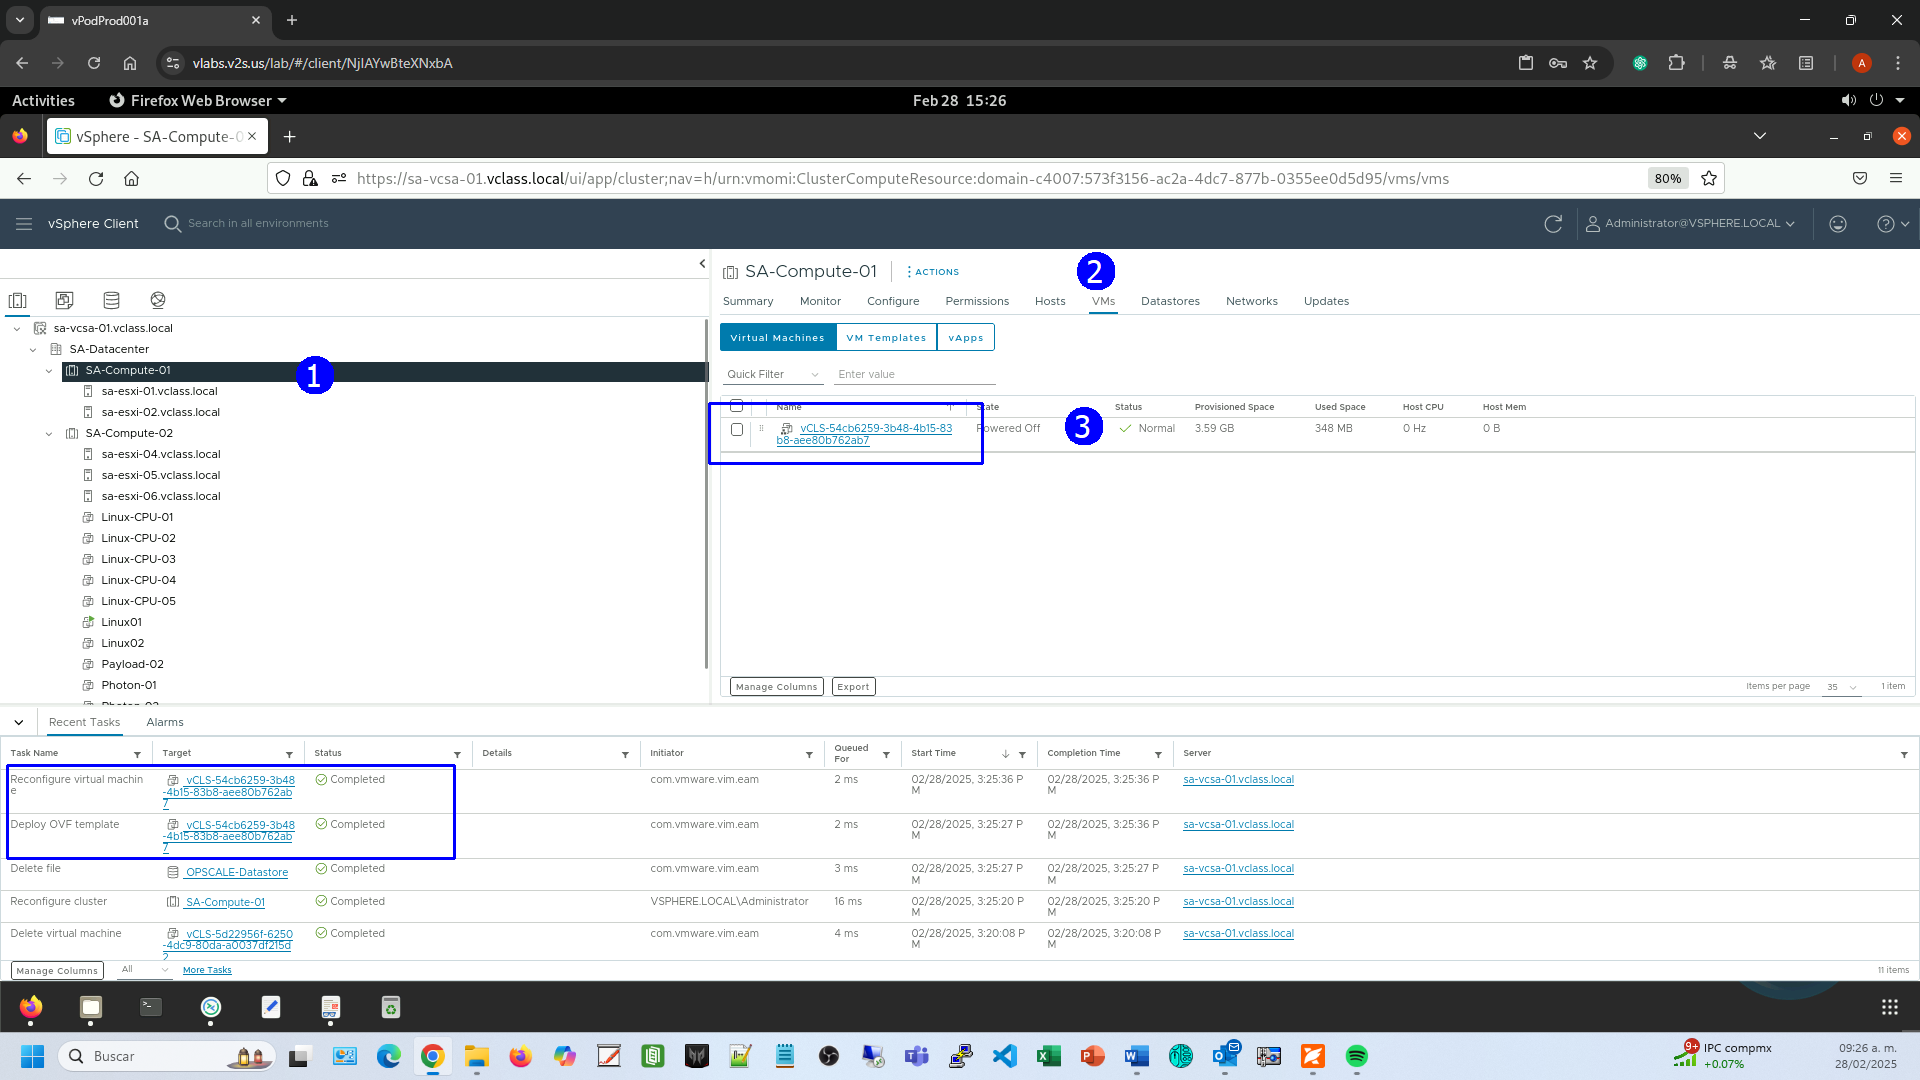 vPodProd001a
vlabs.v2s.us/lab/#/client/NjIAYwBteXNxbA
A
Activities
Firefox Web Browser
Feb 28 15:26
vSphere - SA-Compute-0
https://sa-vcsa-01.vclass.local/ui/app/cluster;nav=h/urn:vmomi:ClusterComputeResource:domain-c4007:573f3156-ac2a-4dc7-877b-0355ee0d5d95/vms/vms
80%
vSphere Client
Search in all environments
Administrator@VSPHERE.LOCAL
SA-Compute-01
ACTIONS
2
Summary Monitor Configure Permissions Hosts VMs Datastores Networks Updates
sa-vcsa-01.vclass.local
SA-Datacenter
SA-Compute-01
1
sa-esxi-01.vclass.local
sa-esxi-02.vclass.local
SA-Compute-02
sa-esxi-04.vclass.local
sa-esxi-05.vclass.local
sa-esxi-06.vclass.local
Linux-CPU-01
Linux-CPU-02
Linux-CPU-03
Linux-CPU-04
Linux-CPU-05
Linux01
Linux02
Payload-02
Photon-01
Virtual Machines VM Templates vApps
Quick Filter Enter value
Name State Status Provisioned Space Used Space Host CPU Host Mem
vCLS-54cb6259-3b48-4b15-83 Powered Off 3 Normal 3.59 GB 348 MB 0 Hz 0 B
b8-aee80b762ab7
Manage Columns Export Items per page 35 1 item
Recent Tasks Alarms
Task Name Target Status Details Initiator Queued For Start Time Completion Time Server
Reconfigure virtual machin vCLS-54cb6259-3b48 Completed com.vmware.vim.eam 2 ms 02/28/2025, 3:25:36 P 02/28/2025, 3:25:36 P sa-vcsa-01.vclass.local
e -4b15-83b8-aee80b762ab M M
7
Deploy OVF template vCLS-54cb6259-3b48 Completed com.vmware.vim.eam 2 ms 02/28/2025, 3:25:27 P 02/28/2025, 3:25:36 P sa-vcsa-01.vclass.local
-4b15-83b8-aee80b762ab M M
7
Delete file OPSCALE-Datastore Completed com.vmware.vim.eam 3 ms 02/28/2025, 3:25:27 P 02/28/2025, 3:25:27 P sa-vcsa-01.vclass.local
M M
Reconfigure cluster SA-Compute-01 Completed VSPHERE.LOCAL\Administrator 16 ms 02/28/2025, 3:25:20 P 02/28/2025, 3:25:20 P sa-vcsa-01.vclass.local
M M
Delete virtual machine vCLS-5d22956f-6250 Completed com.vmware.vim.eam 4 ms 02/28/2025, 3:20:08 P 02/28/2025, 3:20:08 P sa-vcsa-01.vclass.local
-4dc9-80da-a0037df215d M M
2
Manage Columns All More Tasks 11 items
Buscar
9+
IPC compmx
+0.07%
09:26 a. m.
28/02/2025